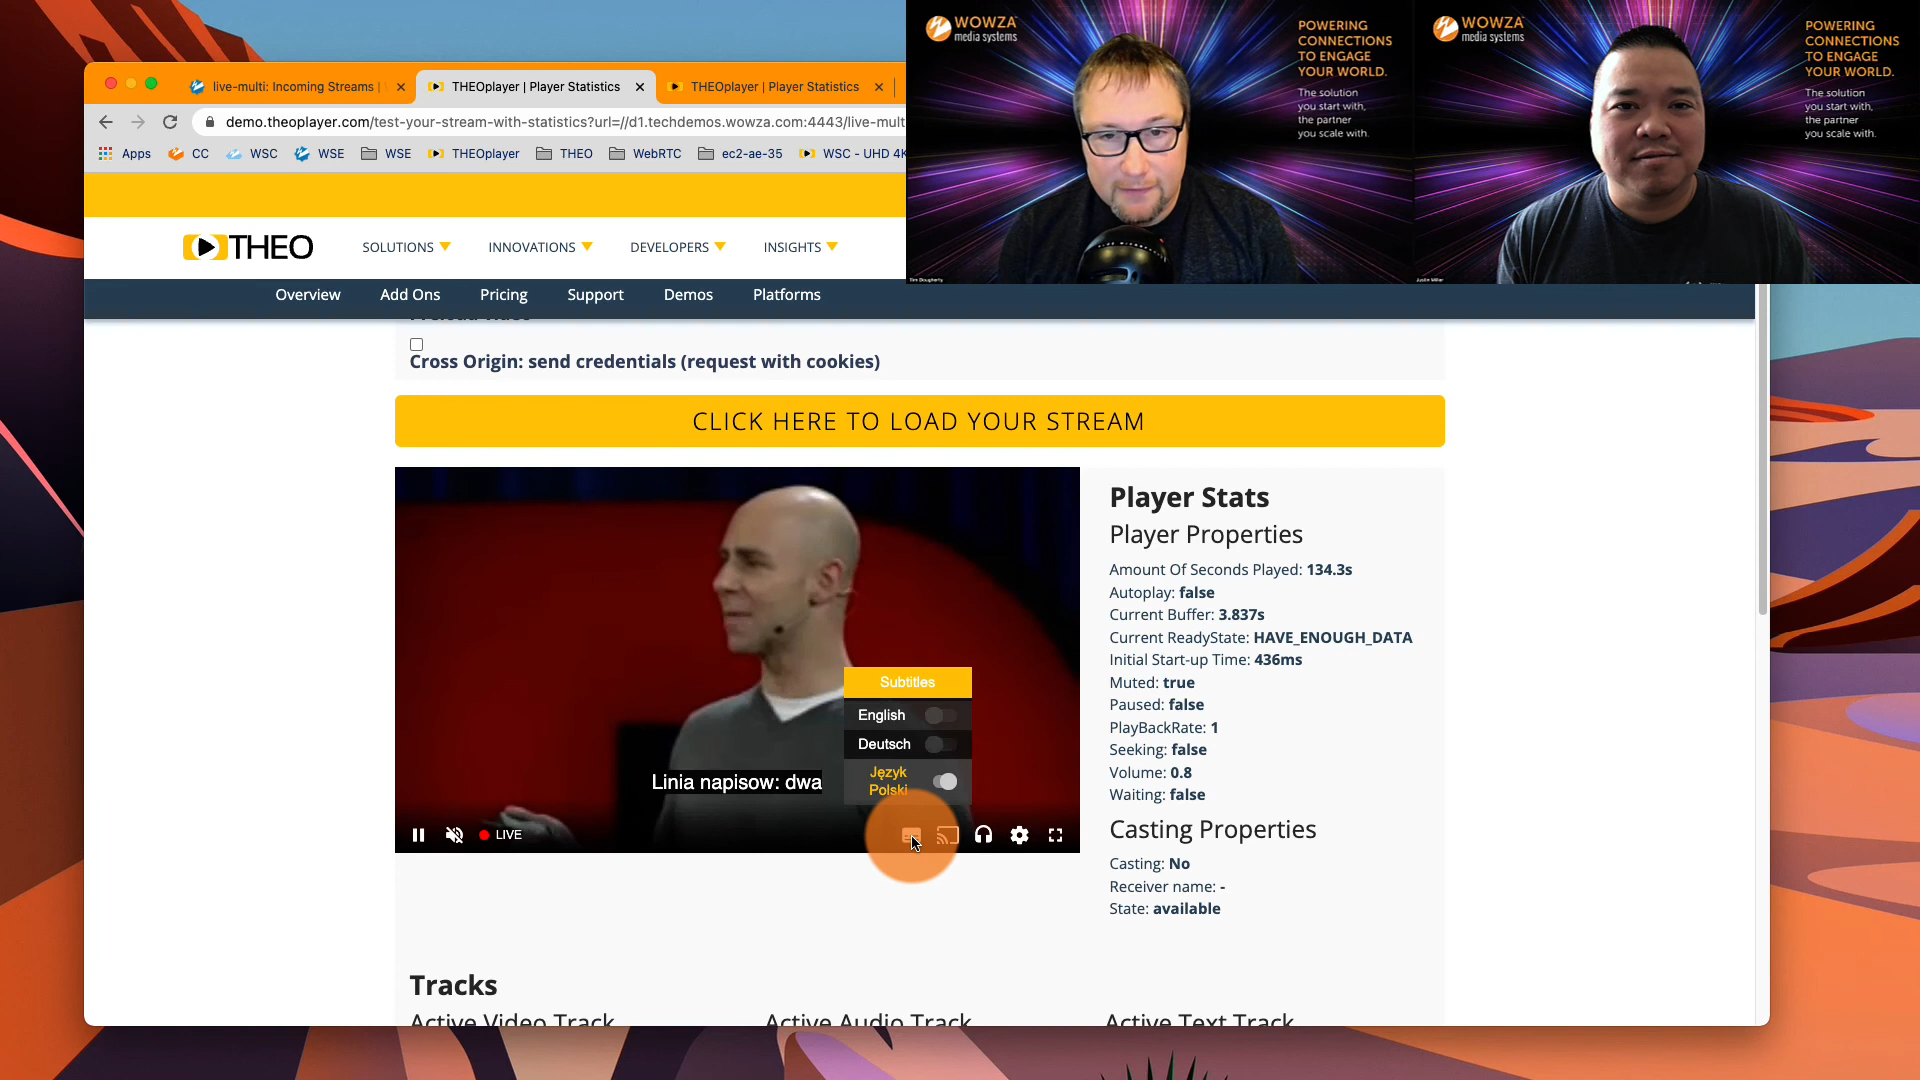 WOWZA
media systems
POWERING
CONNECTIONS
TO ENGAGE
YOUR WORLD.
The solution
you start with,
the partner
you scale with.
Tim Dougherty
WOWZA
media systems
POWERING
CONNECTIONS
TO ENGAGE
YOUR WORLD.
The solution
you start with,
the partner
you scale with.
Justin Miller
live-multi: Incoming Streams |
THEOplayer | Player Statistics
THEOplayer | Player Statistics
demo.theoplayer.com/test-your-stream-with-statistics?url=//d1.techdemos.wowza.com:4443/live-mult
Apps CC WSC WSE WSE THEOplayer THEO WebRTC ec2-ae-35 WSC - UHD 4K
THEO
SOLUTIONS INNOVATIONS DEVELOPERS INSIGHTS
Overview Add Ons Pricing Support Demos Platforms
Cross Origin: send credentials (request with cookies)
CLICK HERE TO LOAD YOUR STREAM
Subtitles
English
Deutsch
Język
Polski
Linia napisow: dwa
LIVE
Player Stats
Player Properties
Amount Of Seconds Played: 134.3s
Autoplay: false
Current Buffer: 3.837s
Current ReadyState: HAVE_ENOUGH_DATA
Initial Start-up Time: 436ms
Muted: true
Paused: false
PlayBackRate: 1
Seeking: false
Volume: 0.8
Waiting: false
Casting Properties
Casting: No
Receiver name: -
State: available
Tracks
Active Video Track
Active Audio Track
Active Text Track